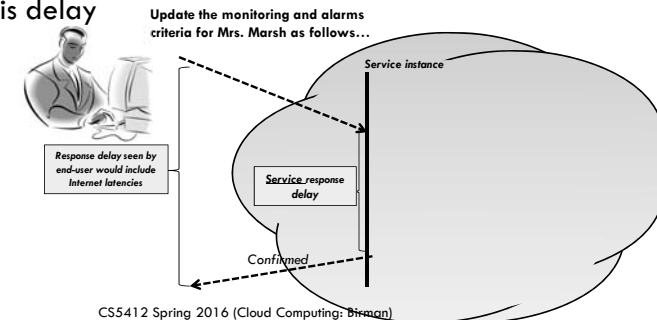 is delay
Update the monitoring and alarms
criteria for Mrs. Marsh as follows…
Service instance
Response delay seen by
end-user would include
Internet latencies
Service response
delay
Confirmed
CS5412 Spring 2016 (Cloud Computing: Birman)